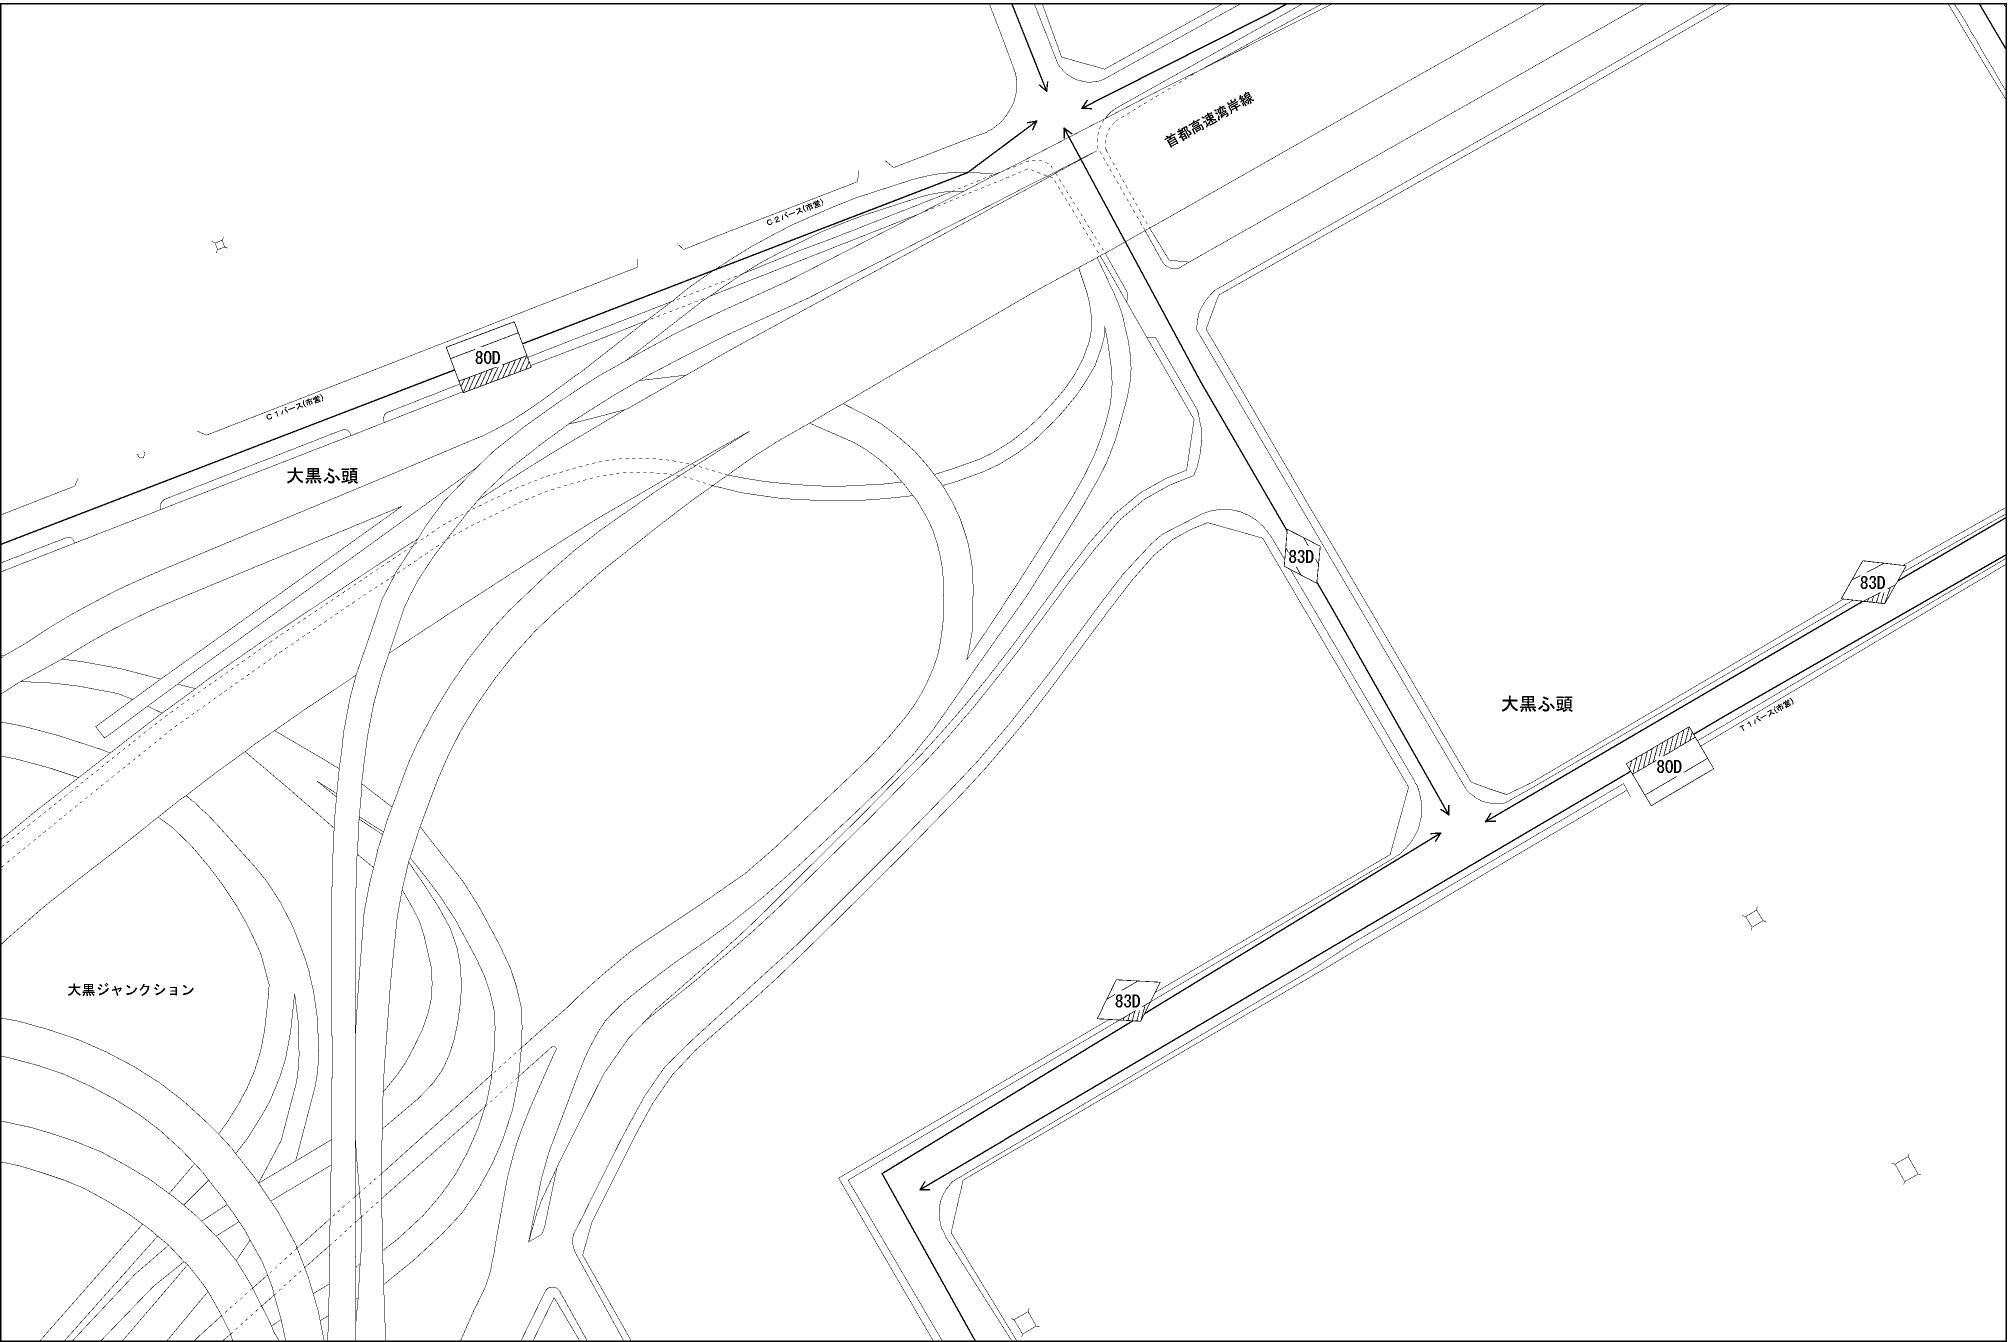 首都高速湾岸線
C2バース(市営)
80D
C1バース(市営)
大黒ふ頭
83D
83D
大黒ふ頭
T1バース(市営)
80D
大黒ジャンクション
83D